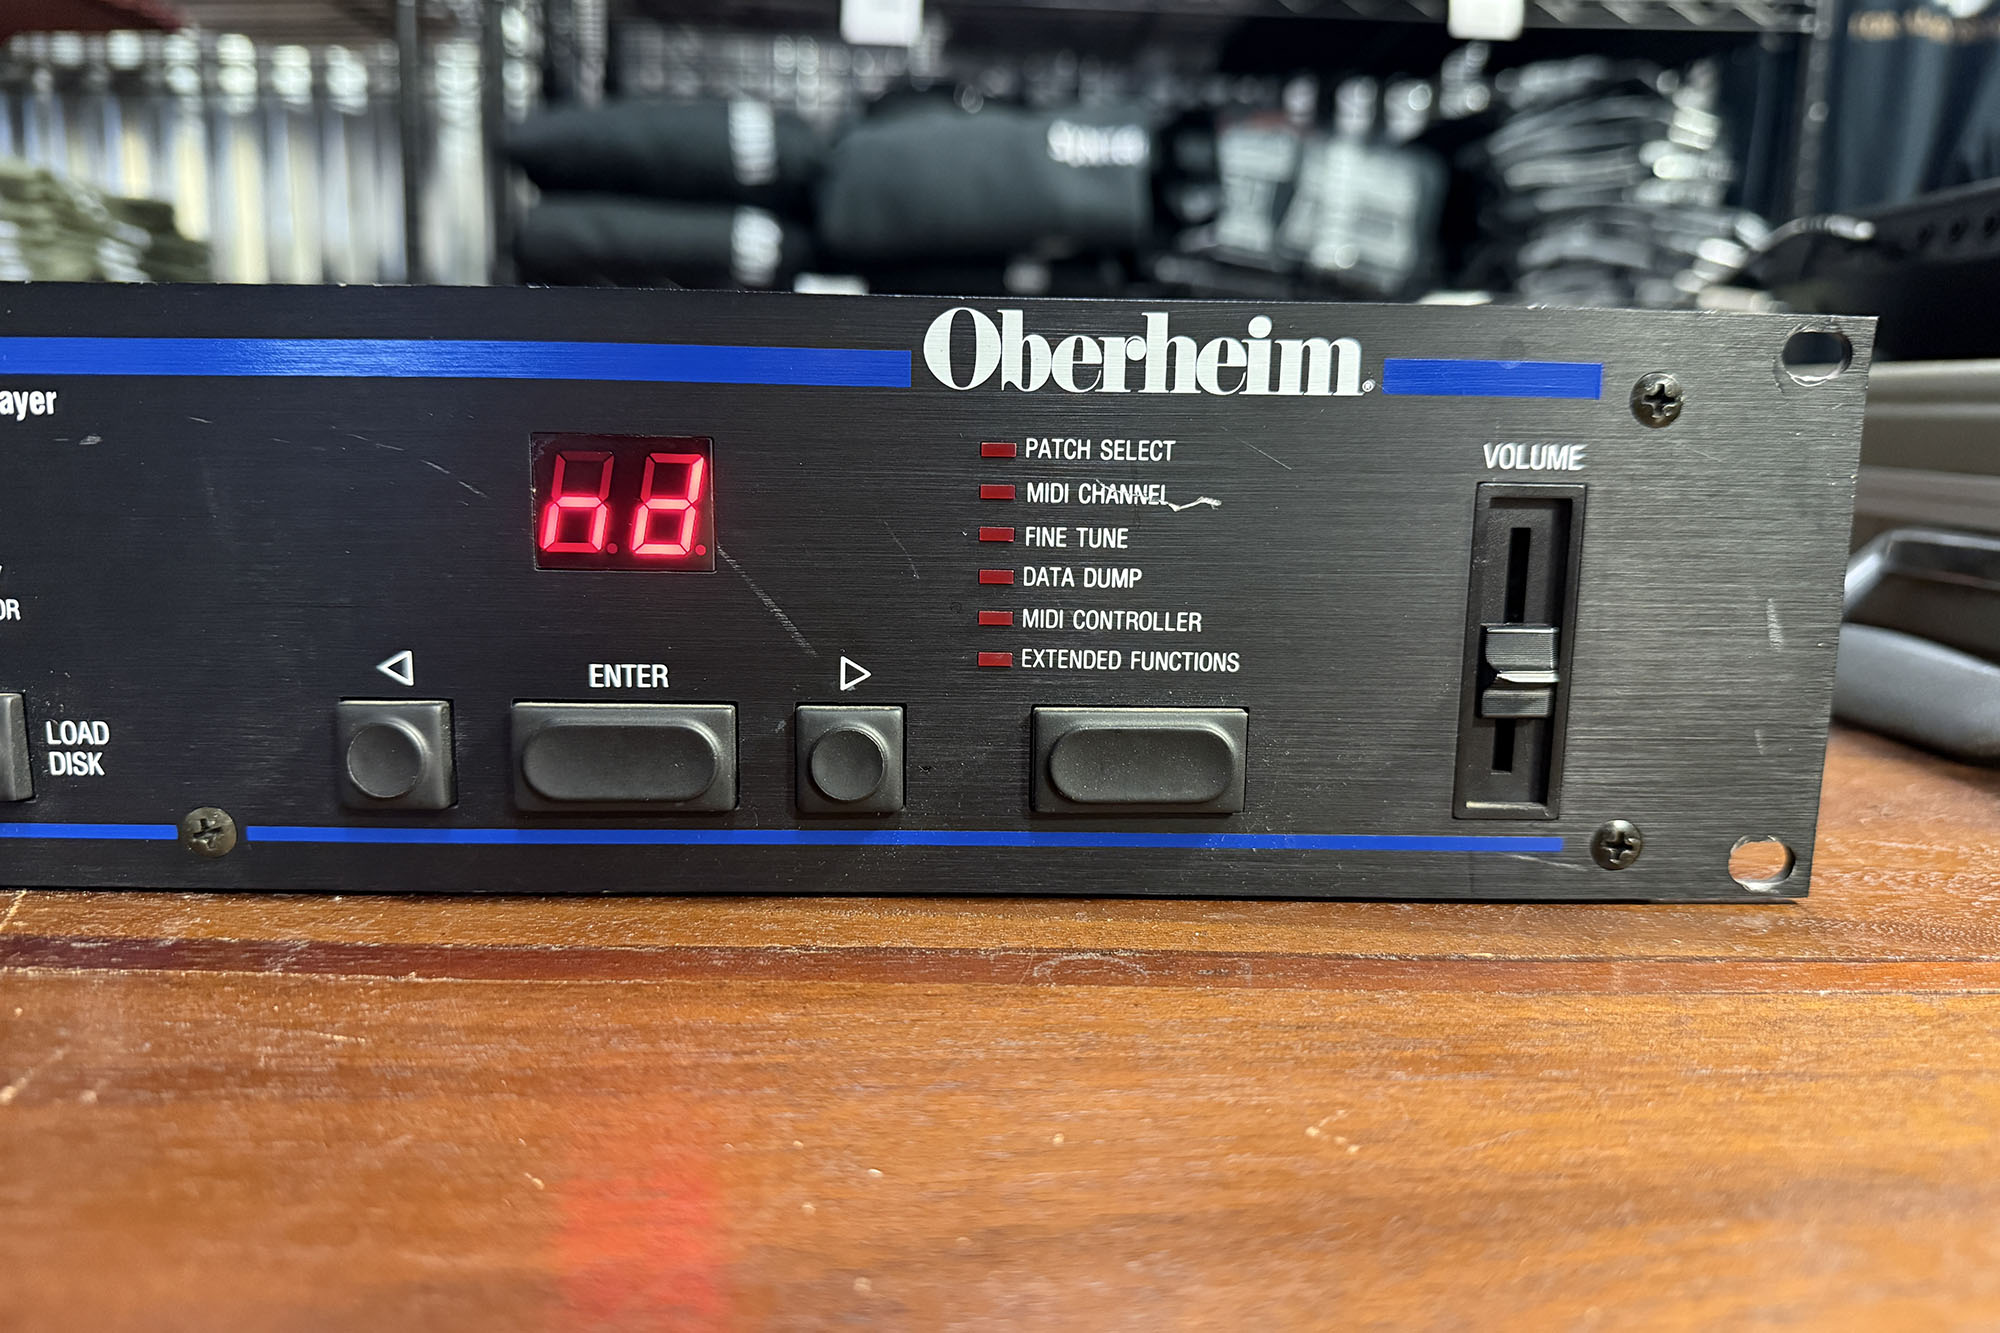 Oberheim®
ayer
PATCH SELECT
MIDI CHANNEL
FINE TUNE
DATA DUMP
MIDI CONTROLLER
EXTENDED FUNCTIONS
VOLUME
OR
ENTER
LOAD
DISK